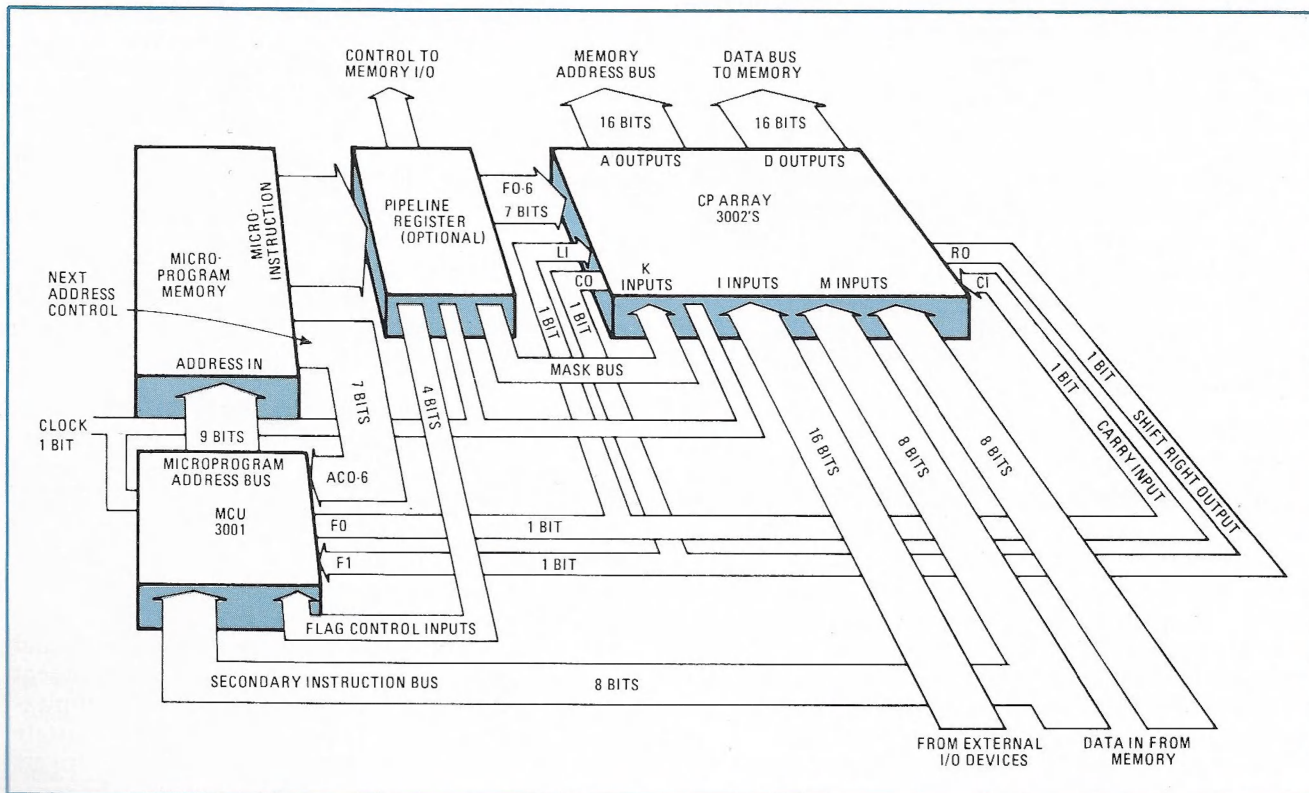 CONTROL TO
MEMORY I/O
MEMORY
ADDRESS BUS
DATA BUS
TO MEMORY
16 BITS
16 BITS
A OUTPUTS
D OUTPUTS
CP ARRAY
3002'S
FO-6
7 BITS
PIPELINE
REGISTER
(OPTIONAL)
MICRO-
INSTRUCTION
MICRO-
PROGRAM
MEMORY
NEXT
ADDRESS
CONTROL
LI
CO
K
INPUTS
I INPUTS
M INPUTS
RO
CI
ADDRESS IN
1 BIT
1 BIT
MASK BUS
1 BIT
1 BIT
SHIFT RIGHT OUTPUT
CARRY INPUT
7 BITS
4 BITS
16 BITS
8 BITS
8 BITS
CLOCK
1 BIT
9 BITS
MICROPROGRAM
ADDRESS BUS
MCU
3001
ACO-6
F0
1 BIT
F1
1 BIT
FLAG CONTROL INPUTS
SECONDARY INSTRUCTION BUS
8 BITS
FROM EXTERNAL
I/O DEVICES
DATA IN FROM
MEMORY